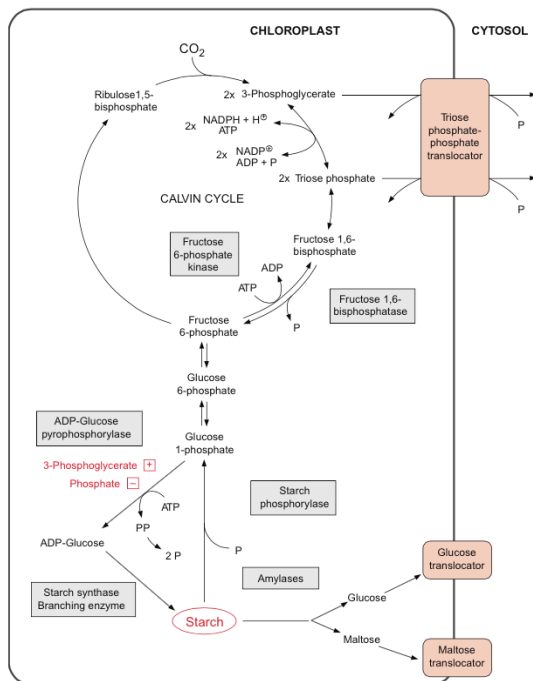 CHLOROPLAST
CYTOSOL
CO2
Ribulose1,5-
bisphosphate
2x 3-Phosphoglycerate
2x NADPH + H⊕
ATP
2x NADP⊕
ADP + P
2x Triose phosphate
Triose
phosphate-
phosphate
translocator
P
P
CALVIN CYCLE
Fructose
6-phosphate
kinase
Fructose 1,6-
bisphosphate
ADP
ATP
P
Fructose 1,6-
bisphosphatase
Fructose
6-phosphate
Glucose
6-phosphate
ADP-Glucose
pyrophosphorylase
Glucose
1-phosphate
3-Phosphoglycerate +
Phosphate −
ATP
PP
2 P
Starch
phosphorylase
P
ADP-Glucose
Starch synthase
Branching enzyme
Amylases
Starch
Glucose
Maltose
Glucose
translocator
Maltose
translocator